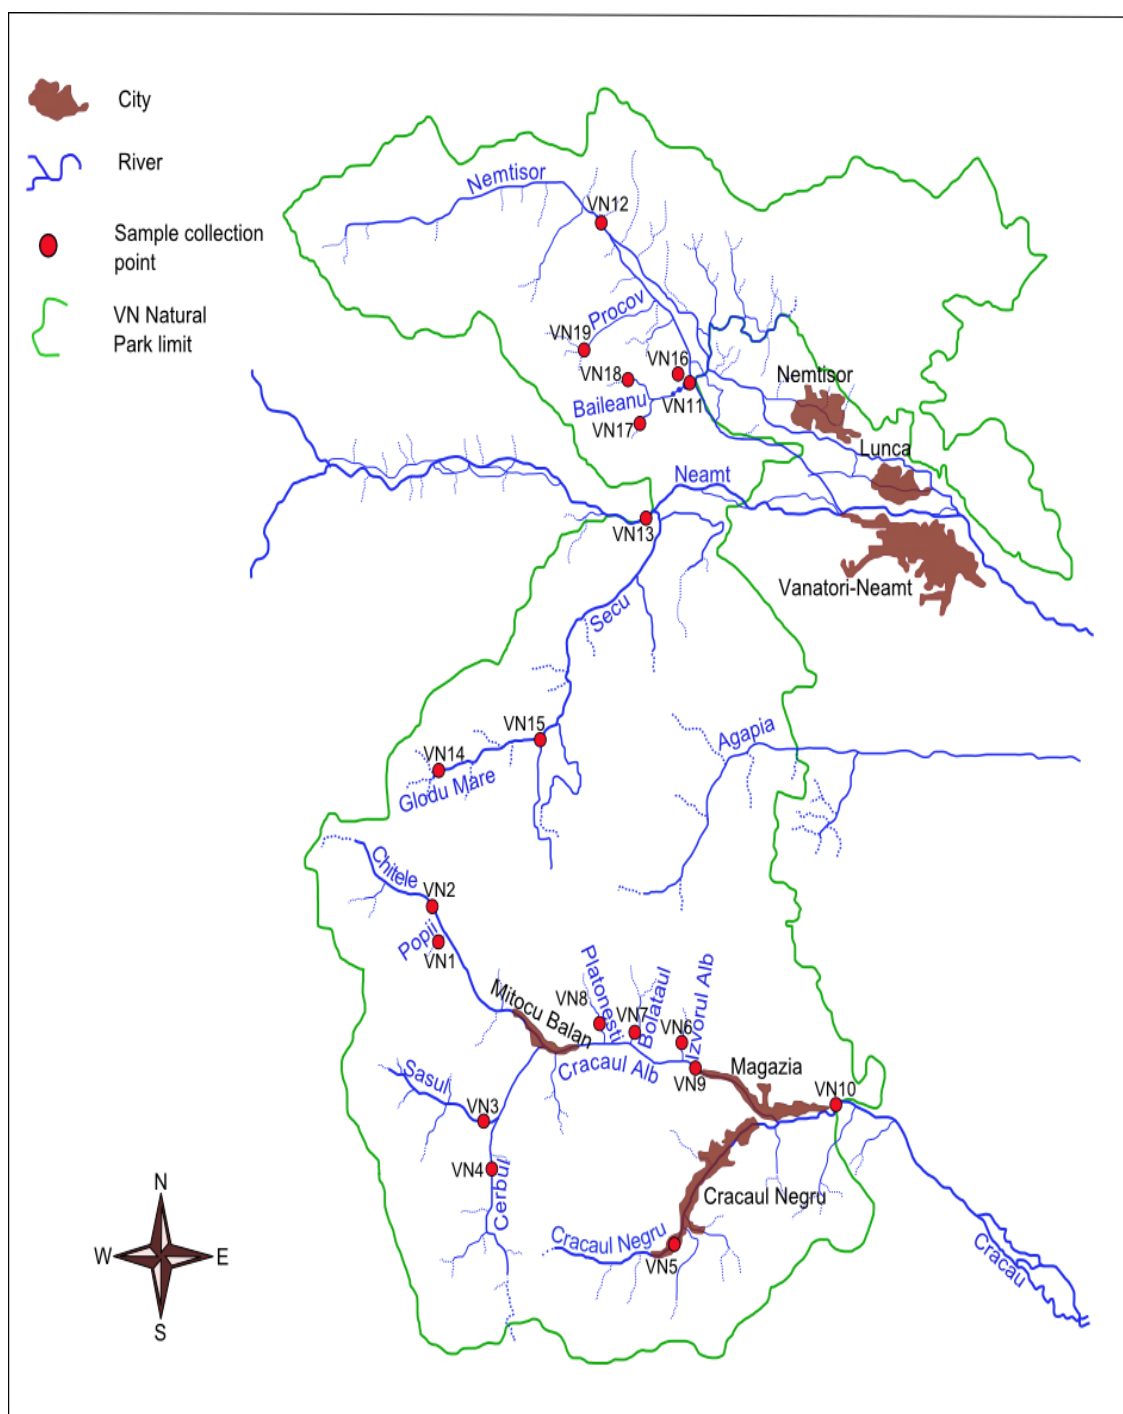 City
River
Sample collection
point
VN Natural
Park limit
Nemtisor
VN12
Procov
VN19
VN16
VN18
Nemtisor
VN11
Baileanu
VN17
Lunca
Neamt
VN13
Vanatori-Neamt
Secu
VN15
Agapia
VN14
Glodu Mare
Chitele
VN2
Popii
VN1
Mitocu Balan
VN8
Platonesti
VN7
Bolataul
VN6
Izvorul Alb
Cracaul Alb
VN9
Magazia
VN10
Sasul
VN3
VN4
Cerbul
Cracaul Negru
Cracaul Negru
VN5
Cracau
N
W
E
S